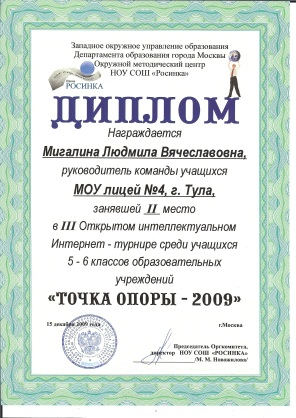 Западное окружное управление образования
Департамента образования города Москвы
Окружной методический центр
НОУ СОШ «Росинка»
РОСИНКА
ДИПЛОМ
Награждается
Мигалина Людмила Вячеславовна,
руководитель команды учащихся
МОУ лицей №4, г. Тула,
занявшей II место
в III Открытом интеллектуальном
Интернет - турнире среди учащихся
5 - 6 классов образовательных
учреждений
«ТОЧКА ОПОРЫ - 2009»
15 декабря 2009 года
г.Москва
Председатель Оргкомитета,
директор НОУ СОШ «РОСИНКА»
/М. М. Новожилова/